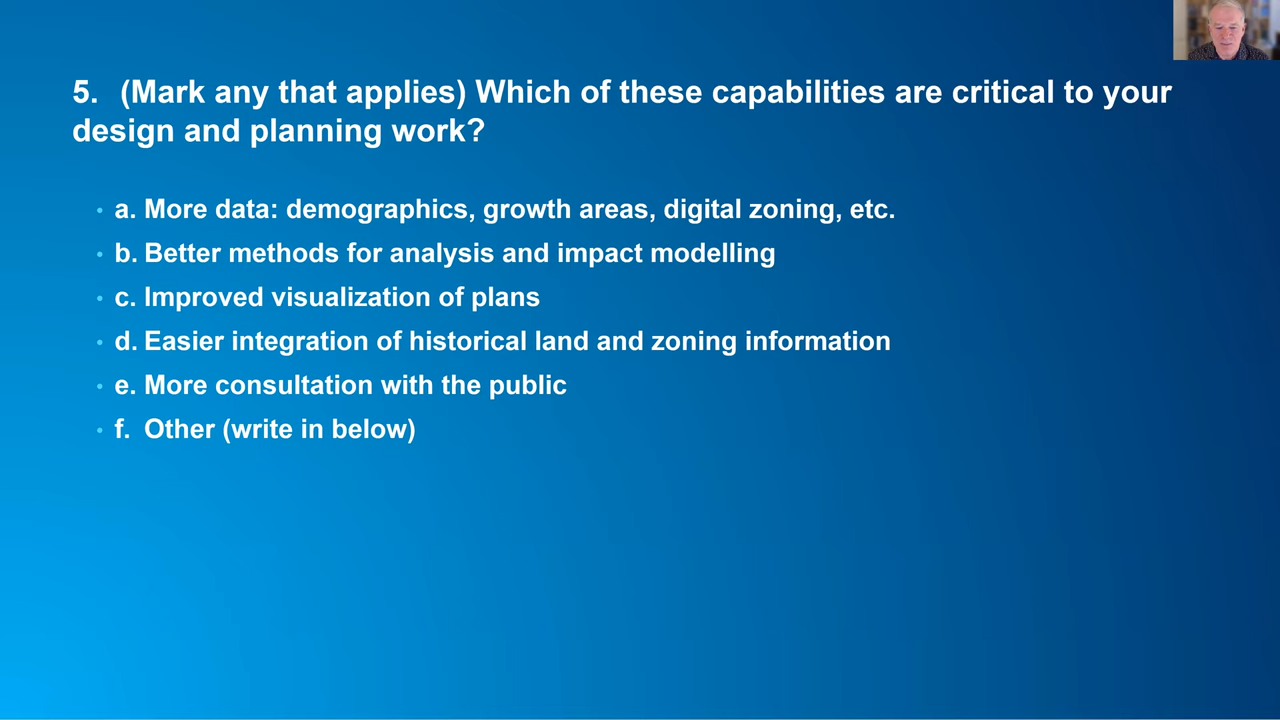 5. (Mark any that applies) Which of these capabilities are critical to your
design and planning work?
• a. More data: demographics, growth areas, digital zoning, etc.
• b. Better methods for analysis and impact modelling
• c. Improved visualization of plans
• d. Easier integration of historical land and zoning information
• e. More consultation with the public
• f. Other (write in below)